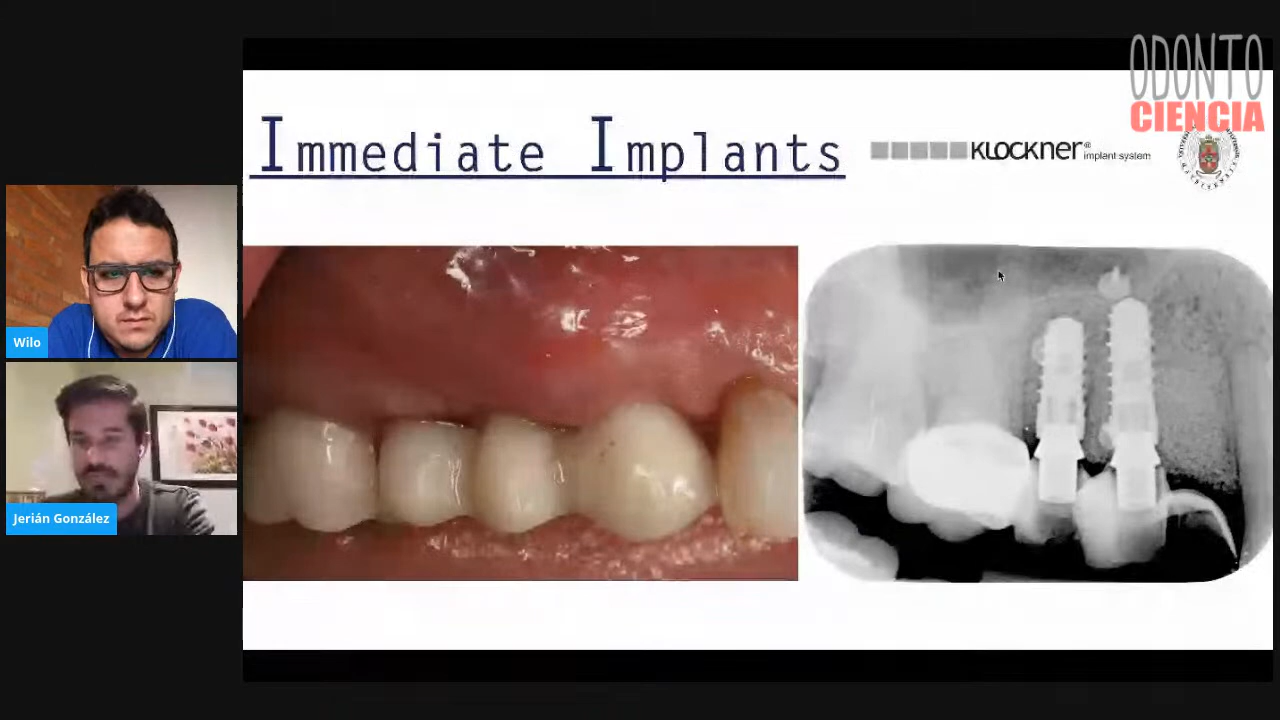 ODONTO
CIENCIA
Immediate Implants
KLOCKNER®
implant system
Wilo
Jerián González